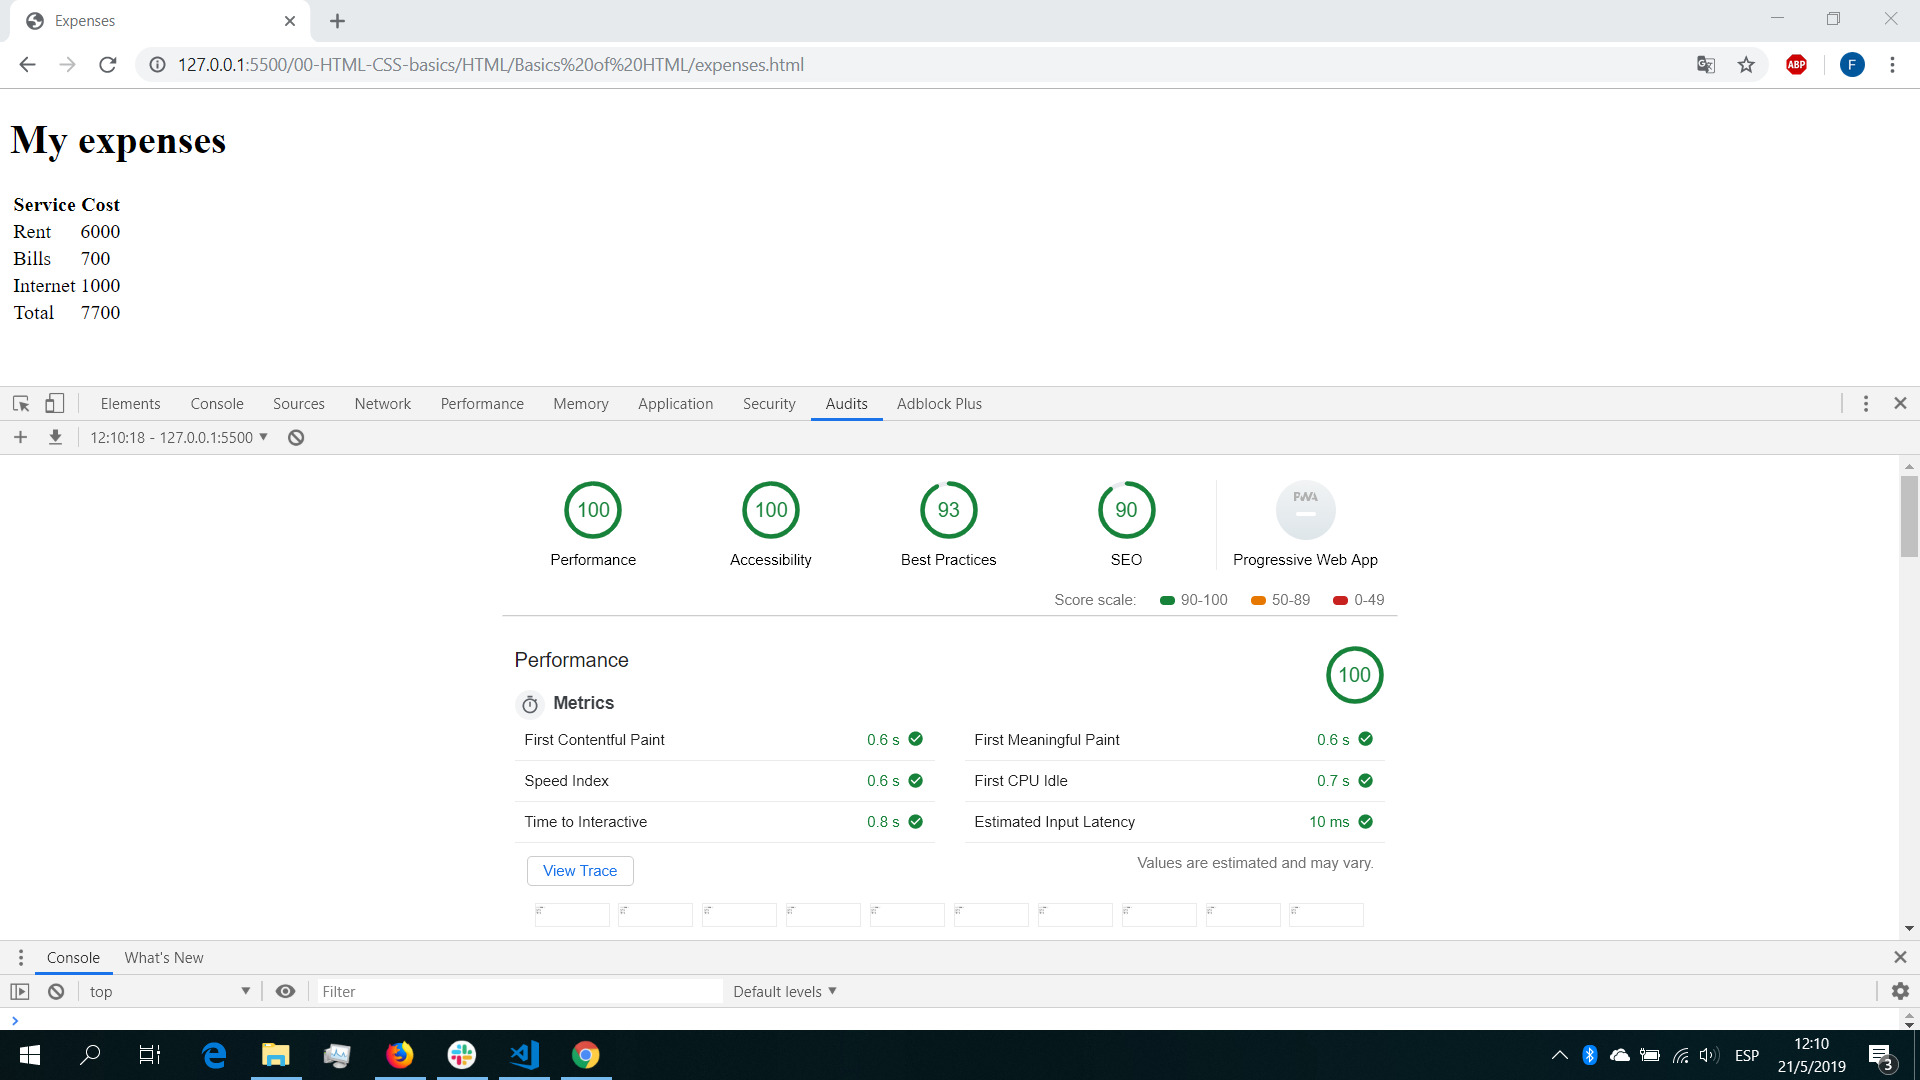 Expenses
127.0.0.1:5500/00-HTML-CSS-basics/HTML/Basics%20of%20HTML/expenses.html
ABP
F
My expenses
Service Cost
Rent 6000
Bills 700
Internet 1000
Total 7700
Elements Console Sources Network Performance Memory Application Security Audits Adblock Plus
12:10:18 - 127.0.0.1:5500
100 100 93 90 PWA
Performance Accessibility Best Practices SEO Progressive Web App
Score scale: 90-100 50-89 0-49
Performance 100
Metrics
First Contentful Paint 0.6 s First Meaningful Paint 0.6 s
Speed Index 0.6 s First CPU Idle 0.7 s
Time to Interactive 0.8 s Estimated Input Latency 10 ms
View Trace Values are estimated and may vary.
Console What's New
top Filter Default levels
ESP 12:10
21/5/2019 3